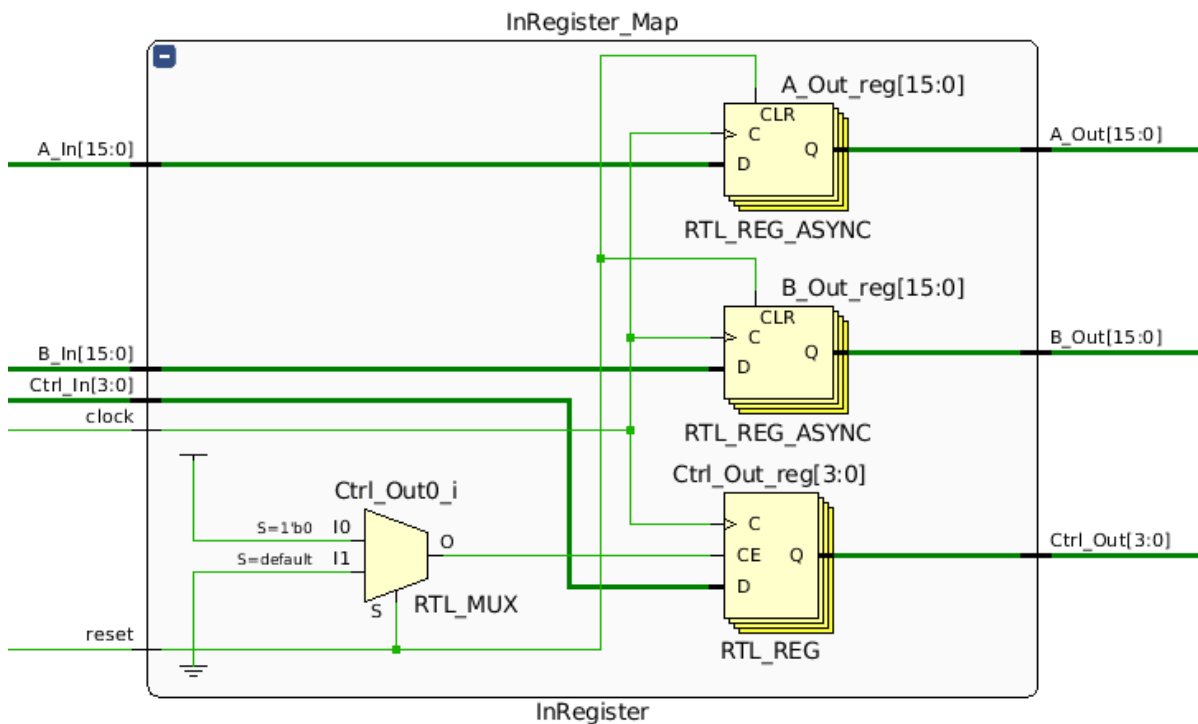 InRegister_Map
A_Out_reg[15:0]
CLR
A_In[15:0]
C
A_Out[15:0]
D
Q
RTL_REG_ASYNC
B_Out_reg[15:0]
CLR
C
B_Out[15:0]
B_In[15:0]
D
Q
Ctrl_In[3:0]
clock
RTL_REG_ASYNC
Ctrl_Out_reg[3:0]
Ctrl_Out0_i
S=1'b0 I0
C
O
CE
Q
Ctrl_Out[3:0]
S=default I1
D
S
RTL_MUX
reset
RTL_REG
InRegister